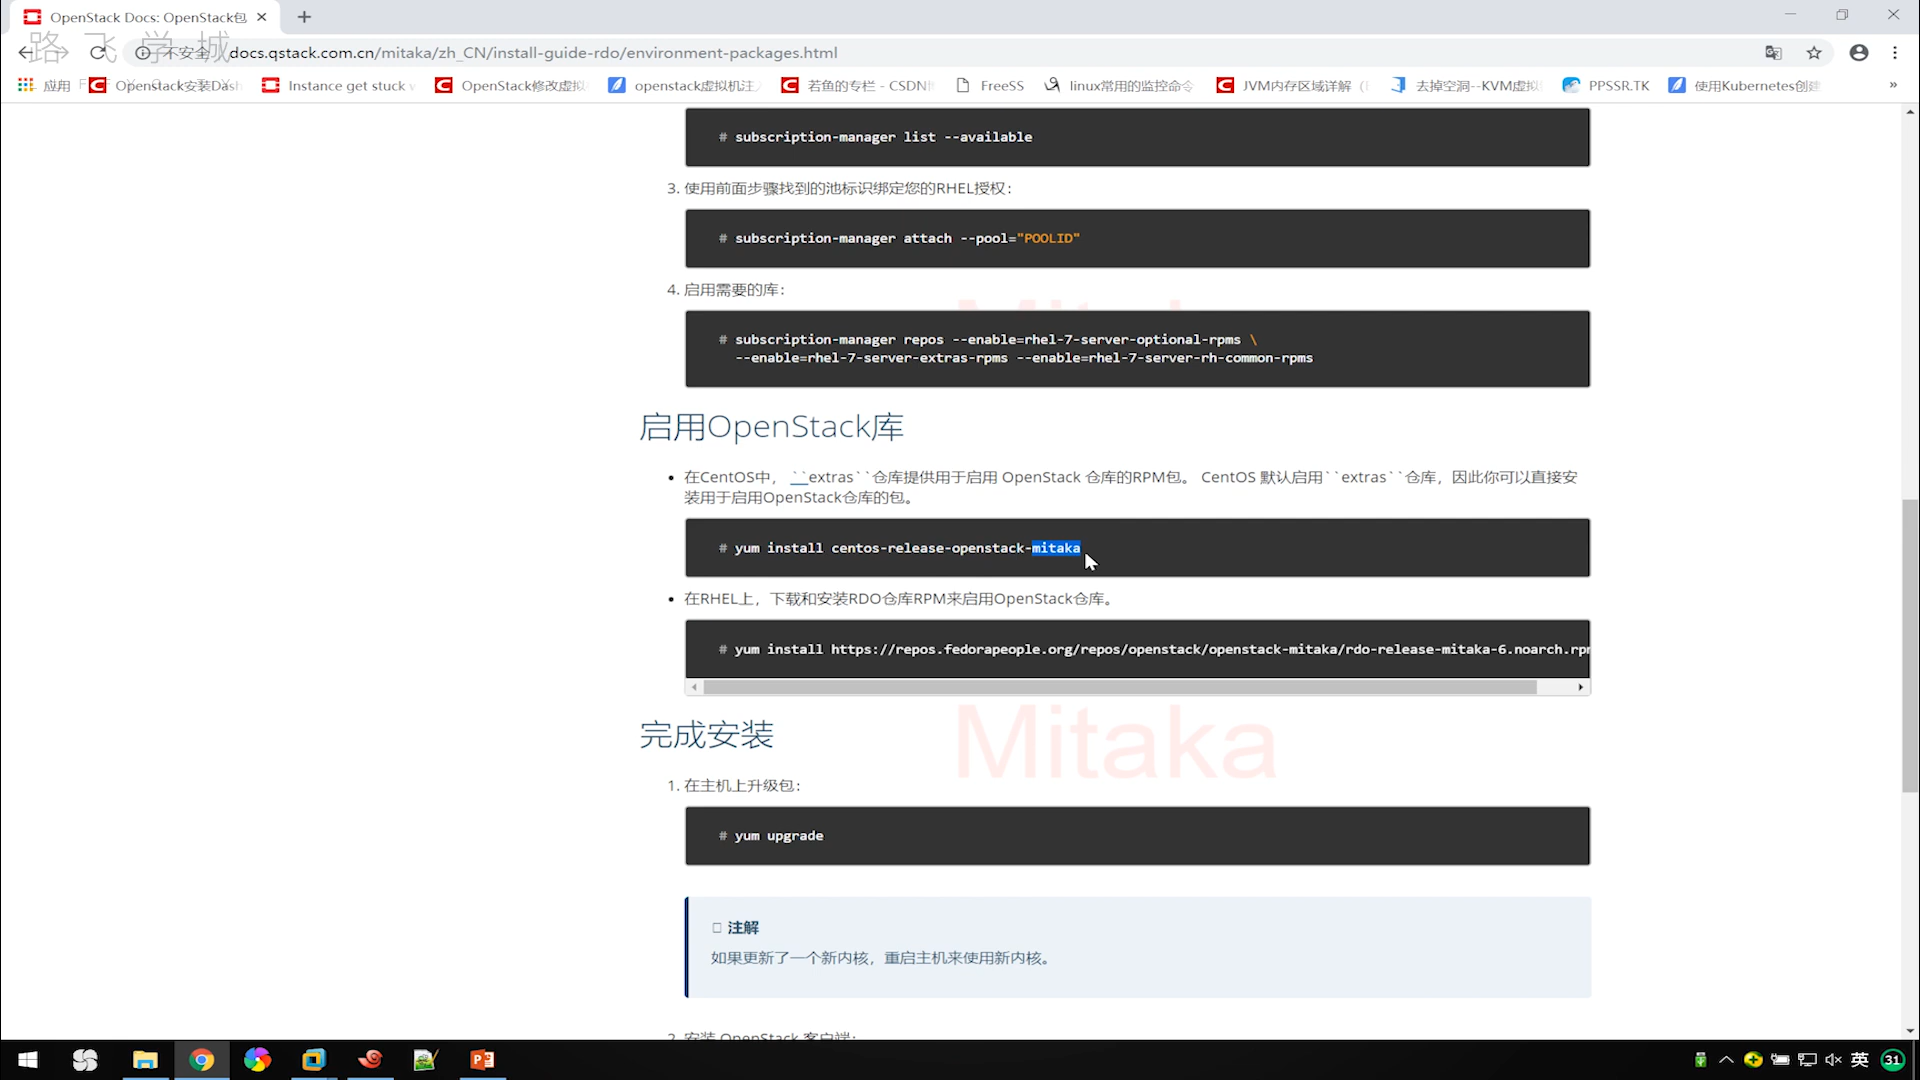 OpenStack Docs: OpenStack包
路飞学城
不安全
docs.qstack.com.cn/mitaka/zh_CN/install-guide-rdo/environment-packages.html
应用
Openstack安装Dash
Instance get stuck w
OpenStack修改虚拟
openstack虚拟机注入
若鱼的专栏 - CSDN博
FreeSS
linux常用的监控命令
JVM内存区域详解（
去掉空洞--KVM虚拟
PPSSR.TK
使用Kubernetes创建
»
# subscription-manager list --available
3. 使用前面步骤找到的池标识绑定您的RHEL授权：
# subscription-manager attach --pool="POOLID"
4. 启用需要的库：
# subscription-manager repos --enable=rhel-7-server-optional-rpms \
--enable=rhel-7-server-extras-rpms --enable=rhel-7-server-rh-common-rpms
启用OpenStack库
• 在CentOS中， ``extras``仓库提供用于启用 OpenStack 仓库的RPM包。 CentOS 默认启用``extras``仓库，因此你可以直接安
装用于启用OpenStack仓库的包。
# yum install centos-release-openstack-mitaka
• 在RHEL上，下载和安装RDO仓库RPM来启用OpenStack仓库。
# yum install https://repos.fedorapeople.org/repos/openstack/openstack-mitaka/rdo-release-mitaka-6.noarch.rpm
Mitaka
完成安装
1. 在主机上升级包：
# yum upgrade
注解
如果更新了一个新内核，重启主机来使用新内核。
2. 安装 OpenStack 客户端：
英
31